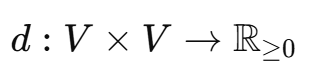 d : V × V → ℝ≥0